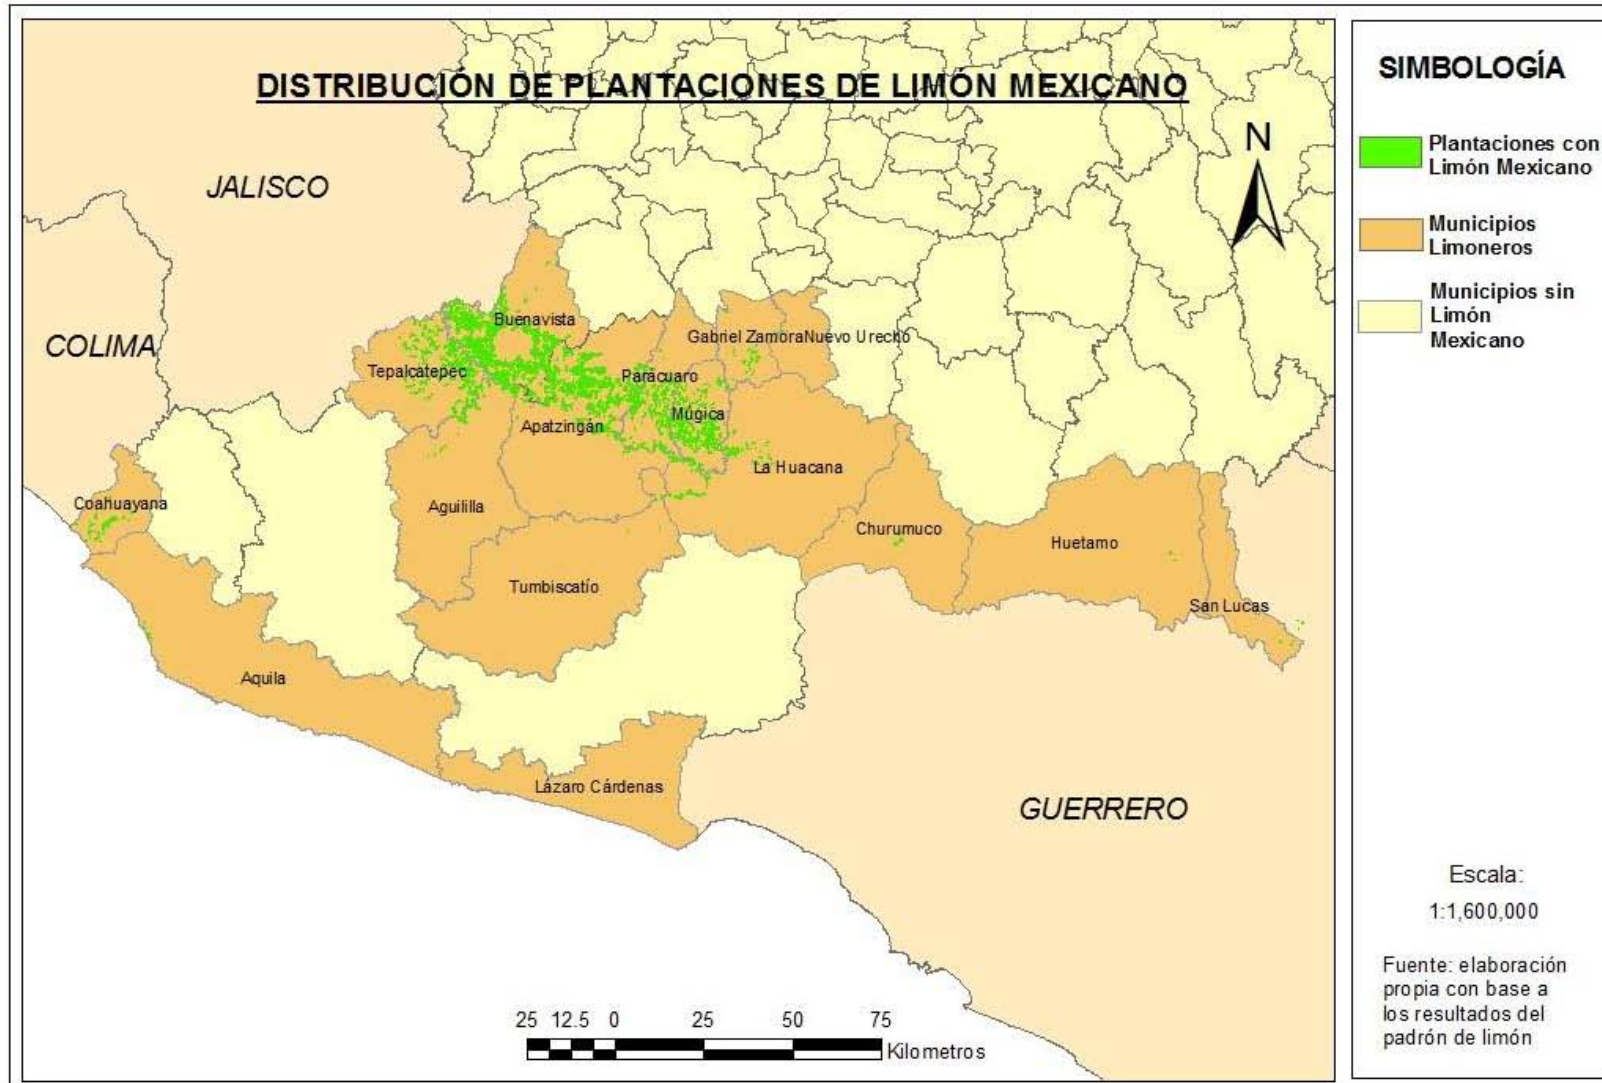 DISTRIBUCIÓN DE PLANTACIONES DE LIMÓN MEXICANO
JALISCO
COLIMA
GUERRERO
N
Buenavista
Tepalcatepec
Gabriel Zamora
Nuevo Urecho
Parácuaro
Múgica
Apatzingán
La Huacana
Coahuayana
Aguililla
Churumuco
Huetamo
Tumbiscatío
San Lucas
Aquila
Lázaro Cárdenas
25 12.5 0 25 50 75
Kilometros
SIMBOLOGÍA
Plantaciones con
Limón Mexicano
Municipios
Limoneros
Municipios sin
Limón
Mexicano
Escala:
1:1,600,000
Fuente: elaboración
propia con base a
los resultados del
padrón de limón